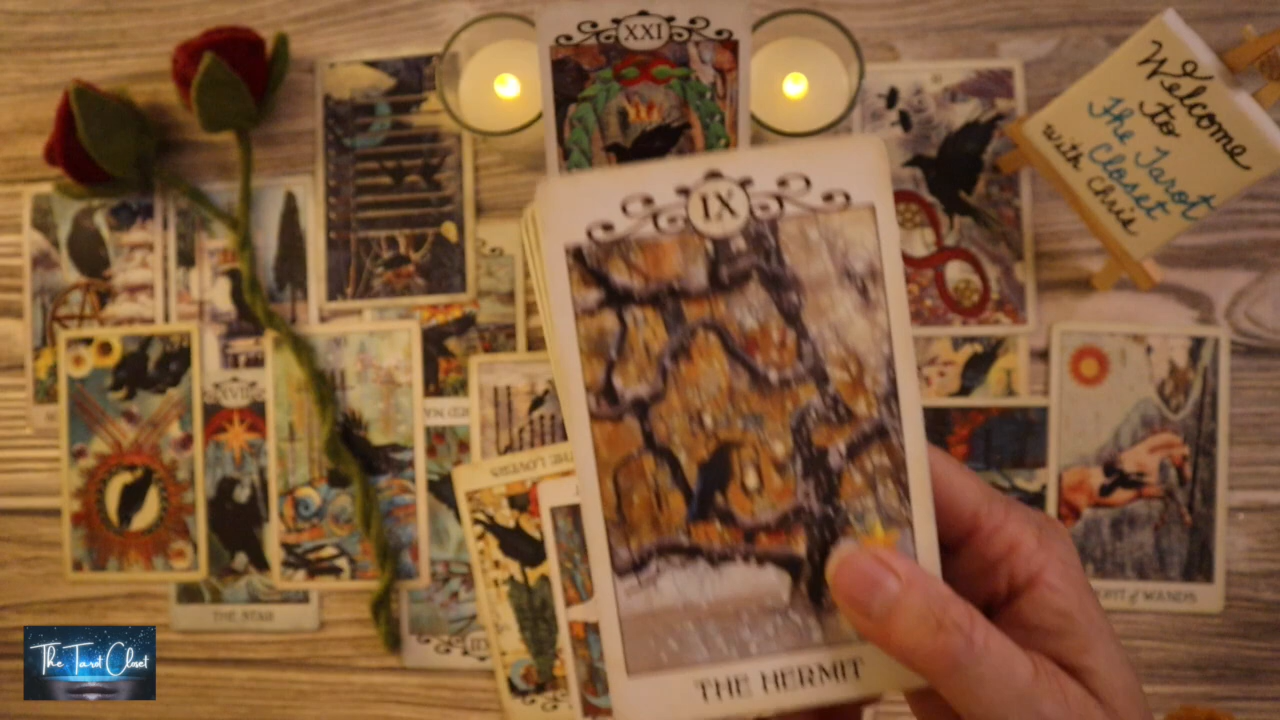 XXI
Welcome
to
The Tarot
Closet
with Chris
IX
XVII
THE LOVERS
THE STAR
OF WANDS
THE HERMIT
The Tarot Closet